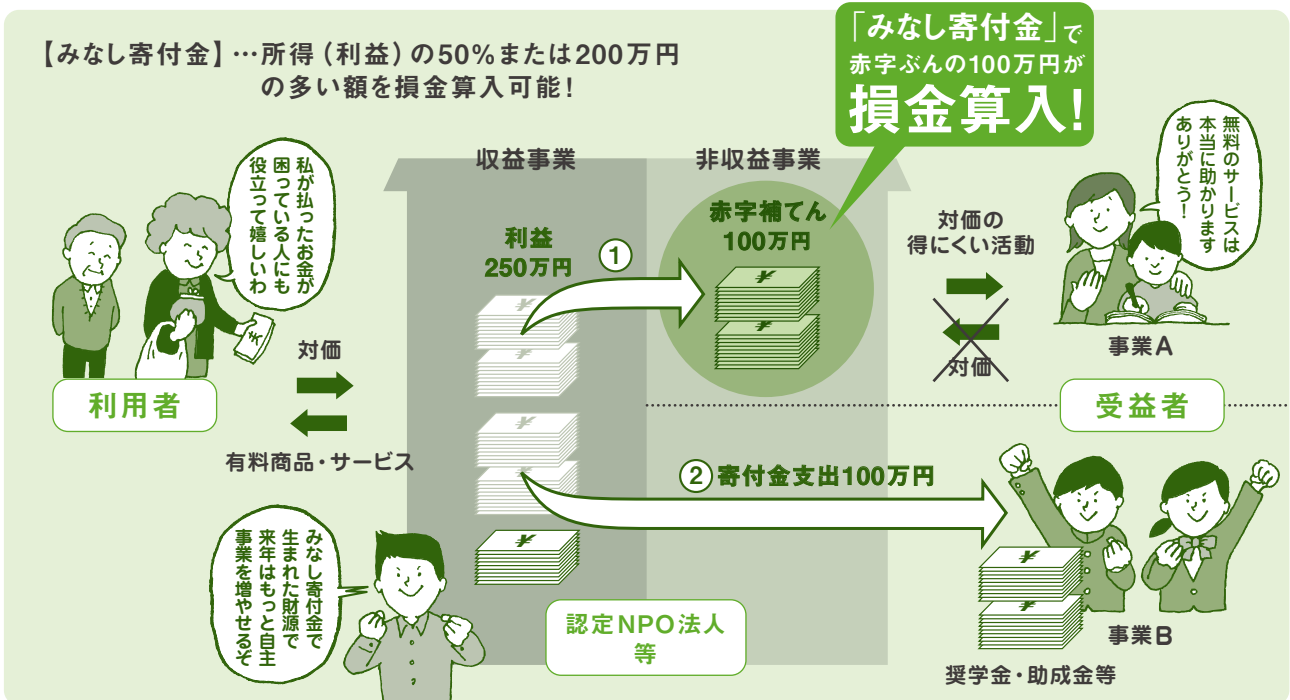 【みなし寄付金】…所得（利益）の50％または200万円
の多い額を損金算入可能！
「みなし寄付金」で
赤字ぶんの100万円が
損金算入！
収益事業
非収益事業
私が払ったお金が
困っている人にも
役立って嬉しいわ
無料のサービスは
本当に助かります
ありがとう！
利益
250万円
①
赤字補てん
100万円
対価の
得にくい活動
対価
事業A
対価
有料商品・サービス
利用者
受益者
②寄付金支出100万円
みなし寄付金で
生まれた財源で
来年はもっと自主
事業を増やせるぞ
認定NPO法人
等
事業B
奨学金・助成金等
¥
¥
¥
¥
¥
¥
¥
¥
¥
¥